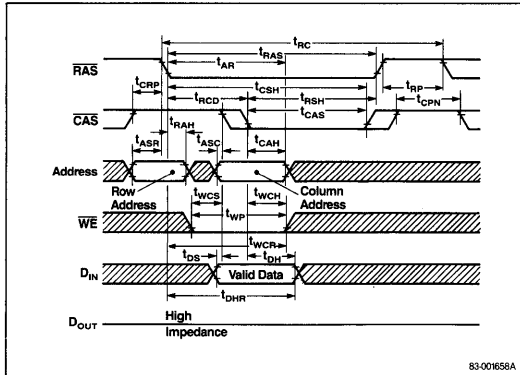 tRC
tRAS
tAR
RAS
tCSH
tRP
tCRP
tRCD
tRSH
tCPN
CAS
tRAH
tCAS
tASR
tASC
tCAH
Address
Row Address
Column Address
tWCS
tWCH
WE
tWP
tWCR
tDS
tDH
DIN
Valid Data
tDHR
DOUT
High Impedance
83-001658A